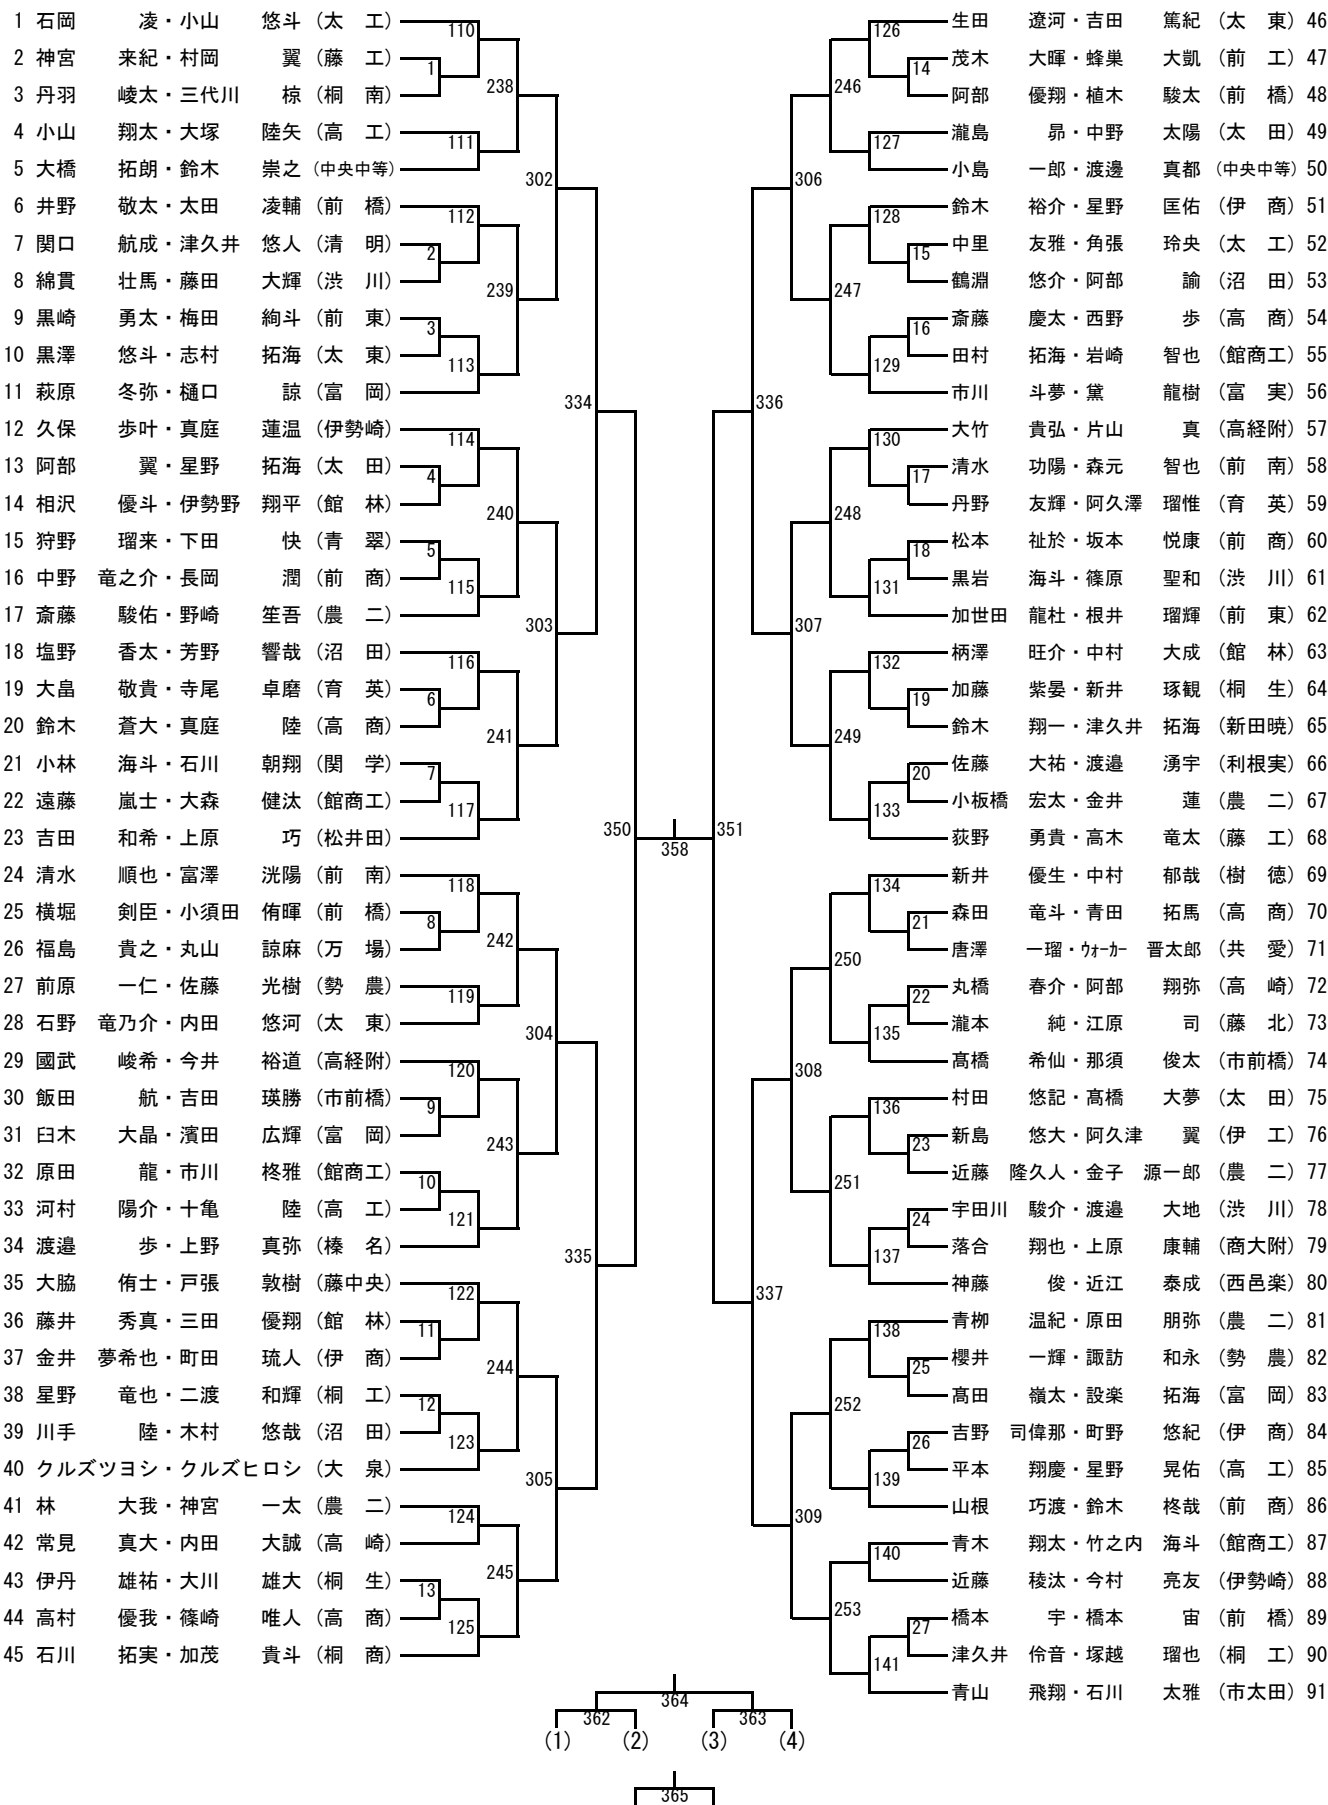 1 石岡 凌・小山 悠斗 (太 工)
2 神宮 来紀・村岡 翼 (藤 工)
3 丹羽 崚太・三代川 椋 (桐 南)
4 小山 翔太・大塚 陸矢 (高 工)
5 大橋 拓朗・鈴木 崇之 (中央中等)
6 井野 敬太・太田 凌輔 (前 橋)
7 関口 航成・津久井 悠人 (清 明)
8 綿貫 壮馬・藤田 大輝 (渋 川)
9 黒崎 勇太・梅田 絢斗 (前 東)
10 黒澤 悠斗・志村 拓海 (太 東)
11 萩原 冬弥・樋口 諒 (富 岡)
12 久保 歩叶・真庭 蓮温 (伊勢崎)
13 阿部 翼・星野 拓海 (太 田)
14 相沢 優斗・伊勢野 翔平 (館 林)
15 狩野 瑠来・下田 快 (青 翠)
16 中野 竜之介・長岡 潤 (前 商)
17 斎藤 駿佑・野崎 笙吾 (農 二)
18 塩野 香太・芳野 響哉 (沼 田)
19 大畠 敬貴・寺尾 卓磨 (育 英)
20 鈴木 蒼大・真庭 陸 (高 商)
21 小林 海斗・石川 朝翔 (関 学)
22 遠藤 嵐士・大森 健汰 (館商工)
23 吉田 和希・上原 巧 (松井田)
24 清水 順也・富澤 洸陽 (前 南)
25 横堀 剣臣・小須田 侑暉 (前 橋)
26 福島 貴之・丸山 諒麻 (万 場)
27 前原 一仁・佐藤 光樹 (勢 農)
28 石野 竜乃介・内田 悠河 (太 東)
29 國武 峻希・今井 裕道 (高経附)
30 飯田 航・吉田 瑛勝 (市前橋)
31 臼木 大晶・濱田 広輝 (富 岡)
32 原田 龍・市川 柊雅 (館商工)
33 河村 陽介・十亀 陸 (高 工)
34 渡邉 歩・上野 真弥 (榛 名)
35 大脇 侑士・戸張 敦樹 (藤中央)
36 藤井 秀真・三田 優翔 (館 林)
37 金井 夢希也・町田 琉人 (伊 商)
38 星野 竜也・二渡 和輝 (桐 工)
39 川手 陸・木村 悠哉 (沼 田)
40 クルズツヨシ・クルズヒロシ (大 泉)
41 林 大我・神宮 一太 (農 二)
42 常見 真大・内田 大誠 (高 崎)
43 伊丹 雄祐・大川 雄大 (桐 生)
44 高村 優我・篠崎 唯人 (高 商)
45 石川 拓実・加茂 貴斗 (桐 商)
110
1
238
111
302
112
2
239
3
113
334
114
4
240
5
115
303
116
6
241
7
117
350
118
8
242
119
304
120
9
243
10
121
335
122
11
244
12
123
305
124
245
13
125
358
351
126
14
246
127
306
128
15
247
16
129
336
130
17
248
18
131
307
132
19
249
20
133
134
21
250
22
135
308
136
23
251
24
137
337
138
25
252
26
139
309
140
253
27
141
生田 遼河・吉田 篤紀 (太 東) 46
茂木 大暉・蜂巣 大凱 (前 工) 47
阿部 優翔・植木 駿太 (前 橋) 48
瀧島 昴・中野 太陽 (太 田) 49
小島 一郎・渡邊 真都 (中央中等) 50
鈴木 裕介・星野 匡佑 (伊 商) 51
中里 友雅・角張 玲央 (太 工) 52
鶴淵 悠介・阿部 諭 (沼 田) 53
斎藤 慶太・西野 歩 (高 商) 54
田村 拓海・岩崎 智也 (館商工) 55
市川 斗夢・黛 龍樹 (富 実) 56
大竹 貴弘・片山 真 (高経附) 57
清水 功陽・森元 智也 (前 南) 58
丹野 友輝・阿久澤 瑠惟 (育 英) 59
松本 祉於・坂本 悦康 (前 商) 60
黒岩 海斗・篠原 聖和 (渋 川) 61
加世田 龍杜・根井 瑠輝 (前 東) 62
柄澤 旺介・中村 大成 (館 林) 63
加藤 紫晏・新井 琢観 (桐 生) 64
鈴木 翔一・津久井 拓海 (新田暁) 65
佐藤 大祐・渡邉 湧宇 (利根実) 66
小板橋 宏太・金井 蓮 (農 二) 67
荻野 勇貴・高木 竜太 (藤 工) 68
新井 優生・中村 郁哉 (樹 徳) 69
森田 竜斗・青田 拓馬 (高 商) 70
唐澤 一瑠・ウォーカー 晋太郎 (共 愛) 71
丸橋 春介・阿部 翔弥 (高 崎) 72
瀧本 純・江原 司 (藤 北) 73
髙橋 希仙・那須 俊太 (市前橋) 74
村田 悠記・髙橋 大夢 (太 田) 75
新島 悠大・阿久津 翼 (伊 工) 76
近藤 隆久人・金子 源一郎 (農 二) 77
宇田川 駿介・渡邉 大地 (渋 川) 78
落合 翔也・上原 康輔 (商大附) 79
神藤 俊・近江 泰成 (西邑楽) 80
青栁 温紀・原田 朋弥 (農 二) 81
櫻井 一輝・諏訪 和永 (勢 農) 82
髙田 嶺太・設楽 拓海 (富 岡) 83
吉野 司偉那・町野 悠紀 (伊 商) 84
平本 翔慶・星野 晃佑 (高 工) 85
山根 巧渡・鈴木 柊哉 (前 商) 86
青木 翔太・竹之内 海斗 (館商工) 87
近藤 稜汰・今村 亮友 (伊勢崎) 88
橋本 宇・橋本 宙 (前 橋) 89
津久井 伶音・塚越 瑠也 (桐 工) 90
青山 飛翔・石川 太雅 (市太田) 91
364
362 363
(1) (2) (3) (4)
365